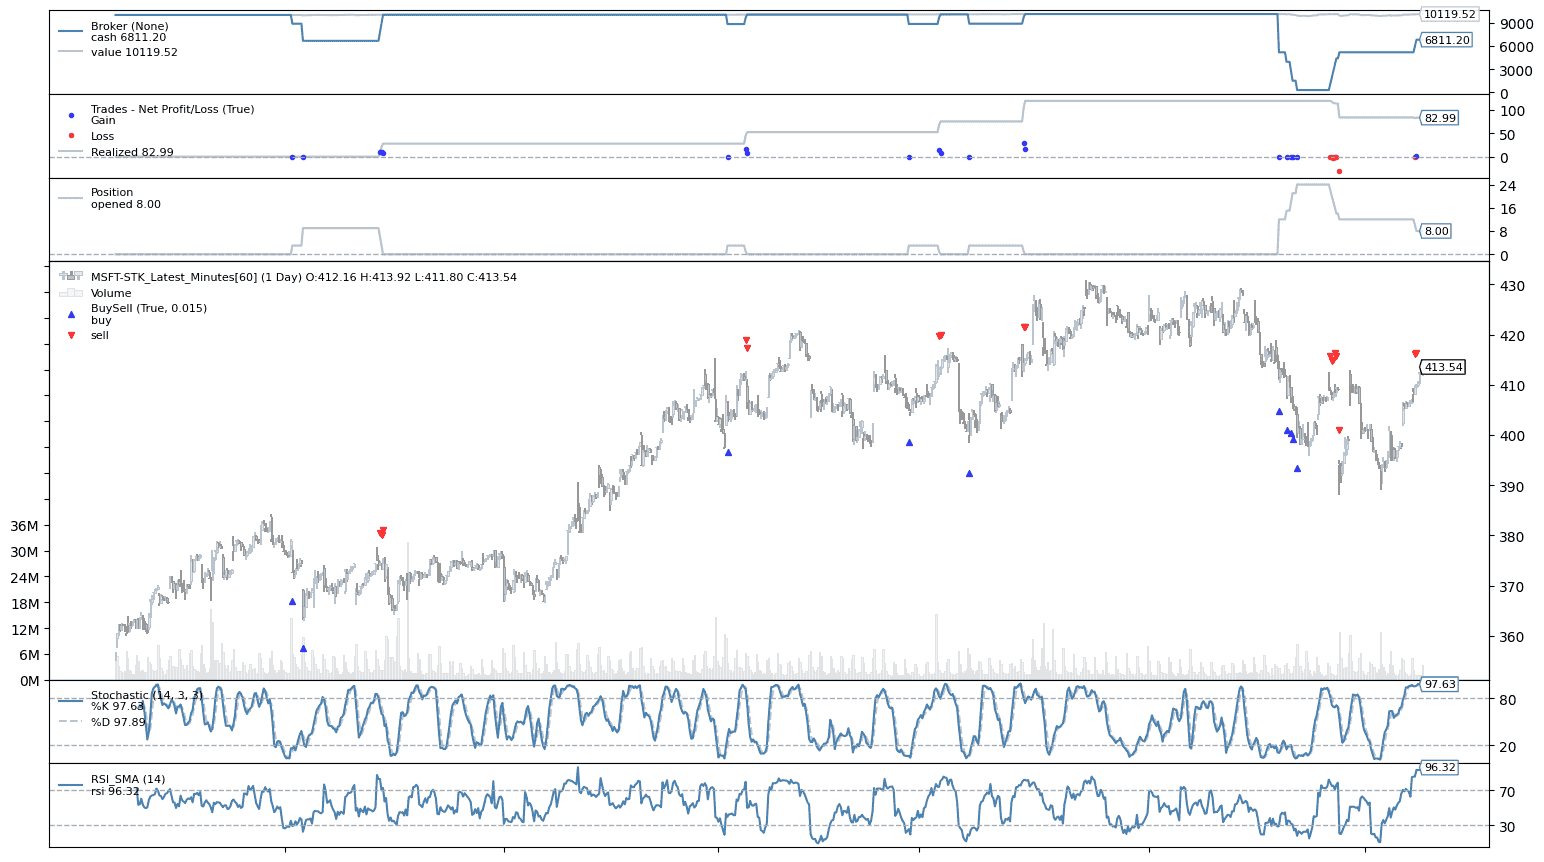 Broker (None)
cash 6811.20
value 10119.52
10119.52
9000
6811.20
6000
3000
0
Trades - Net Profit/Loss (True)
Gain
Loss
Realized 82.99
100
82.99
50
0
Position
opened 8.00
24
16
8.00
8
0
MSFT-STK_Latest_Minutes[60] (1 Day) O:412.16 H:413.92 L:411.80 C:413.54
Volume
BuySell (True, 0.015)
buy
sell
430
420
413.54
410
400
390
380
370
360
36M
30M
24M
18M
12M
6M
0M
Stochastic (14, 3, 3)
%K 97.63
%D 97.89
97.63
80
20
RSI_SMA (14)
rsi 96.32
96.32
70
30